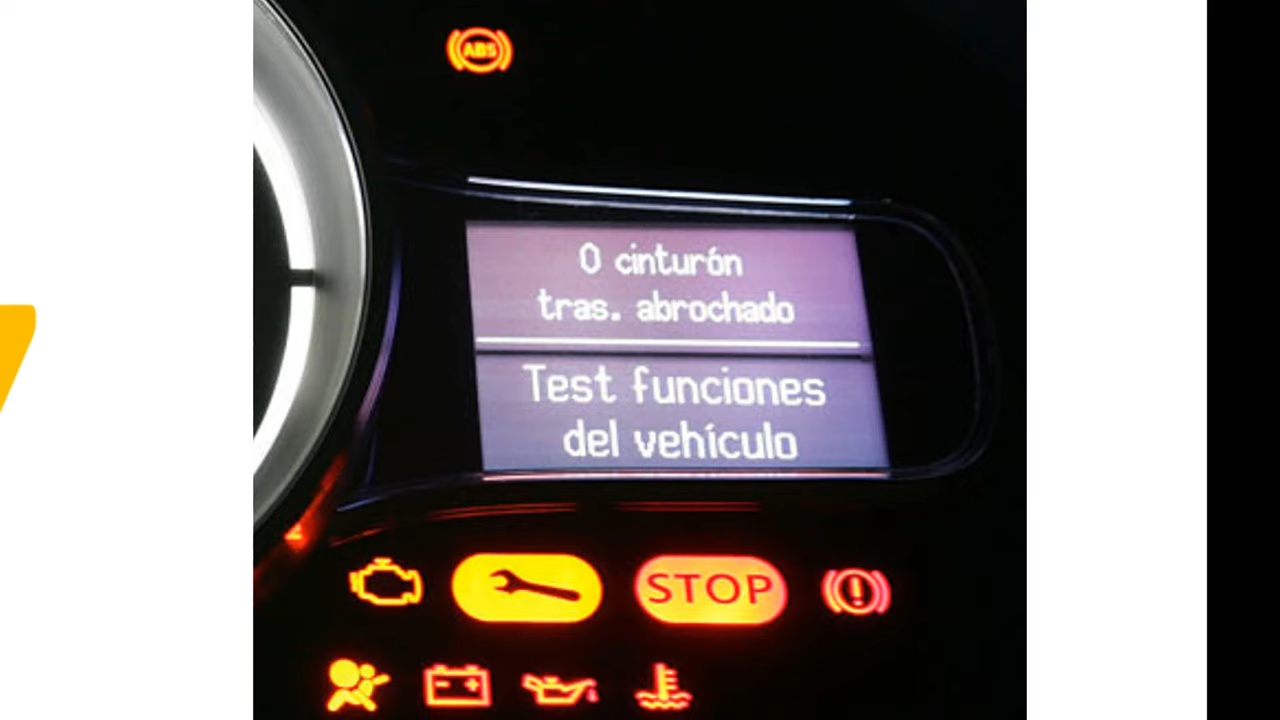 ABS
0 cinturón
tras. abrochado
Test funciones
del vehículo
STOP